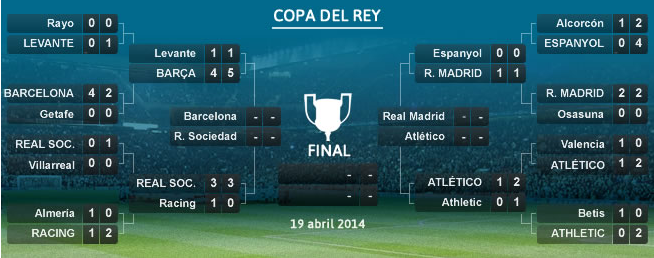 COPA DEL REY
Rayo 0 0
LEVANTE 0 1
BARCELONA 4 2
Getafe 0 0
REAL SOC. 0 1
Villarreal 0 0
Almería 1 0
RACING 1 2
Levante 1 1
BARÇA 4 5
REAL SOC. 3 3
Racing 1 0
Barcelona - -
R. Sociedad - -
FINAL
- -
- -
19 abril 2014
Real Madrid - -
Atlético - -
Espanyol 0 0
R. MADRID 1 1
ATLÉTICO 1 2
Athletic 0 1
Alcorcón 1 2
ESPANYOL 0 4
R. MADRID 2 2
Osasuna 0 0
Valencia 1 0
ATLÉTICO 1 2
Betis 1 0
ATHLETIC 0 2